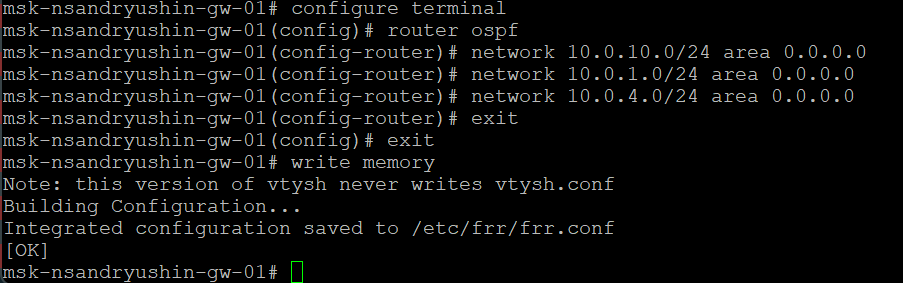 msk-nsandryushin-gw-01# configure terminal
msk-nsandryushin-gw-01(config)# router ospf
msk-nsandryushin-gw-01(config-router)# network 10.0.10.0/24 area 0.0.0.0
msk-nsandryushin-gw-01(config-router)# network 10.0.1.0/24 area 0.0.0.0
msk-nsandryushin-gw-01(config-router)# network 10.0.4.0/24 area 0.0.0.0
msk-nsandryushin-gw-01(config-router)# exit
msk-nsandryushin-gw-01(config)# exit
msk-nsandryushin-gw-01# write memory
Note: this version of vtysh never writes vtysh.conf
Building Configuration...
Integrated configuration saved to /etc/frr/frr.conf
[OK]
msk-nsandryushin-gw-01#